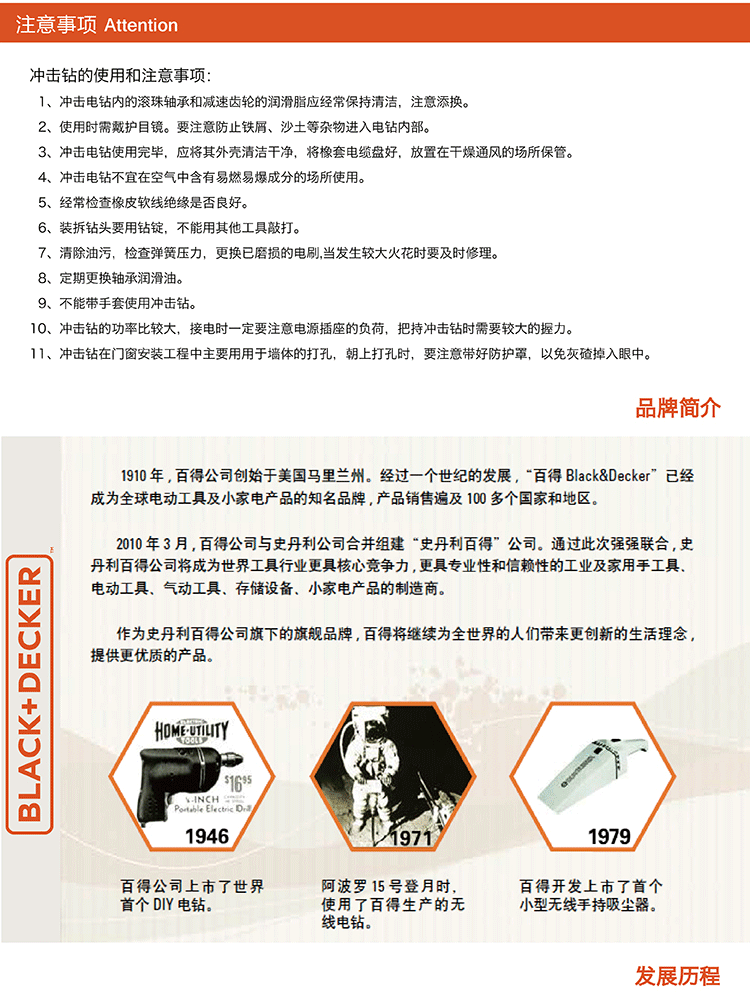 注意事项 Attention
冲击钻的使用和注意事项:
1、冲击电钻内的滚珠轴承和减速齿轮的润滑脂应经常保持清洁，注意添换。
2、使用时需戴护目镜。要注意防止铁屑、沙土等杂物进入电钻内部。
3、冲击电钻使用完毕，应将其外壳清洁干净，将橡套电缆盘好，放置在干燥通风的场所保管。
4、冲击电钻不宜在空气中含有易燃易爆成分的场所使用。
5、经常检查橡皮软线绝缘是否良好。
6、装拆钻头要用钻锭，不能用其他工具敲打。
7、清除油污，检查弹簧压力，更换已磨损的电刷,当发生较大火花时要及时修理。
8、定期更换轴承润滑油。
9、不能带手套使用冲击钻。
10、冲击钻的功率比较大，接电时一定要注意电源插座的负荷，把持冲击钻时需要较大的握力。
11、冲击钻在门窗安装工程中主要用用于墙体的打孔，朝上打孔时，要注意带好防护罩，以免灰碴掉入眼中。
品牌简介
BLACK+DECKER™
1910 年 , 百得公司创始于美国马里兰州。经过一个世纪的发展 , “百得 Black&Decker” 已经
成为全球电动工具及小家电产品的知名品牌 , 产品销售遍及 100 多个国家和地区。
2010 年 3 月 , 百得公司与史丹利公司合并组建 “史丹利百得” 公司。通过此次强强联合 , 史
丹利百得公司将成为世界工具行业更具核心竞争力 , 更具专业性和信赖性的工业及家用手工具、
电动工具、气动工具、存储设备、小家电产品的制造商。
作为史丹利百得公司旗下的旗舰品牌 , 百得将继续为全世界的人们带来更创新的生活理念 ,
提供更优质的产品。
ELECTRIC
HOME-UTILITY
TOOLS
$16.95
¼-INCH
Portable Electric Drill
1946
1971
1979
百得公司上市了世界
首个 DIY 电钻。
阿波罗 15 号登月时,
使用了百得生产的无
线电钻。
百得开发上市了首个
小型无线手持吸尘器。
发展历程